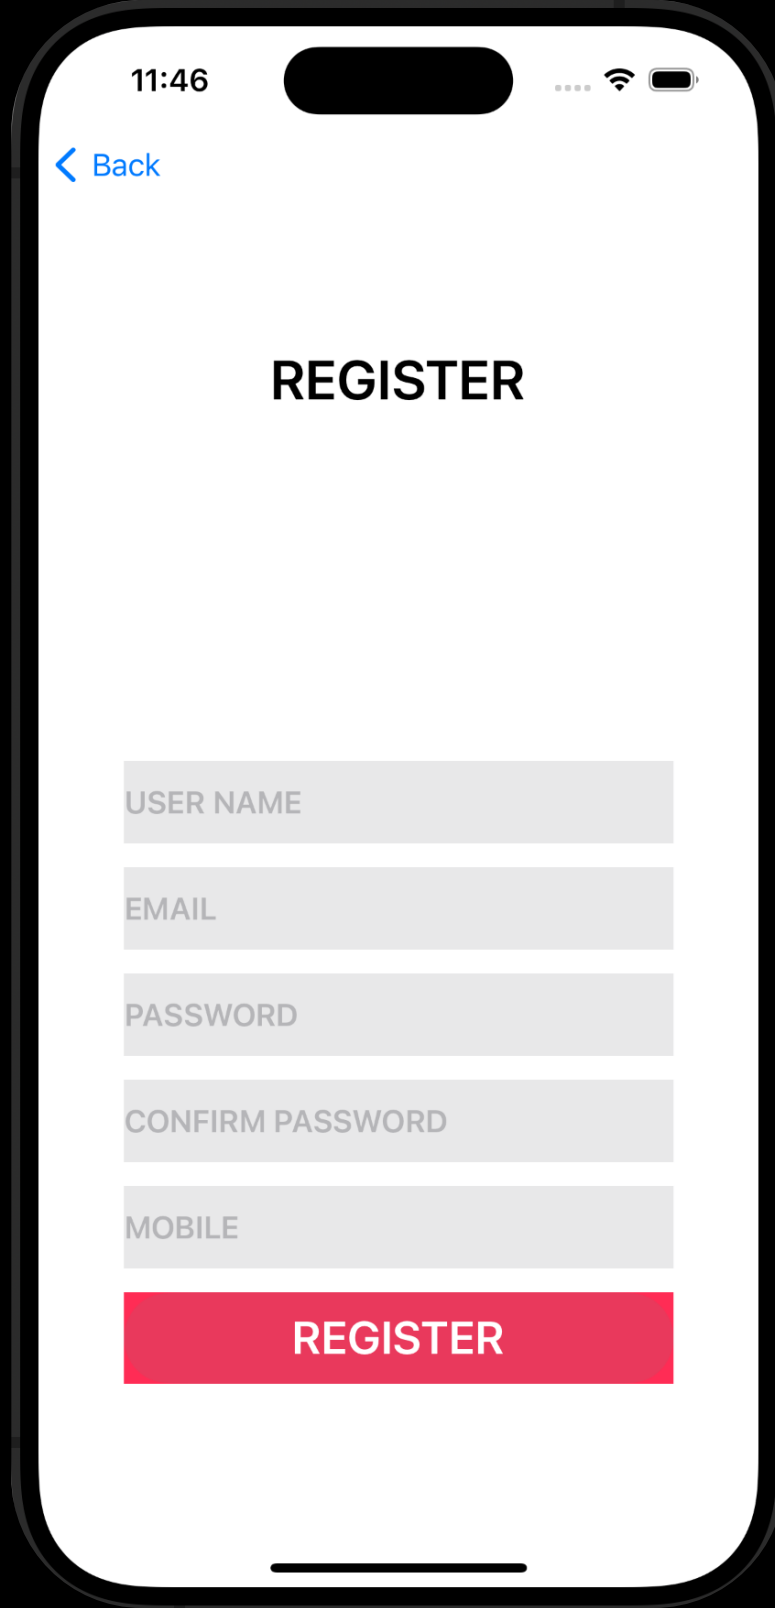 11:46
Back
REGISTER
USER NAME
EMAIL
PASSWORD
CONFIRM PASSWORD
MOBILE
REGISTER